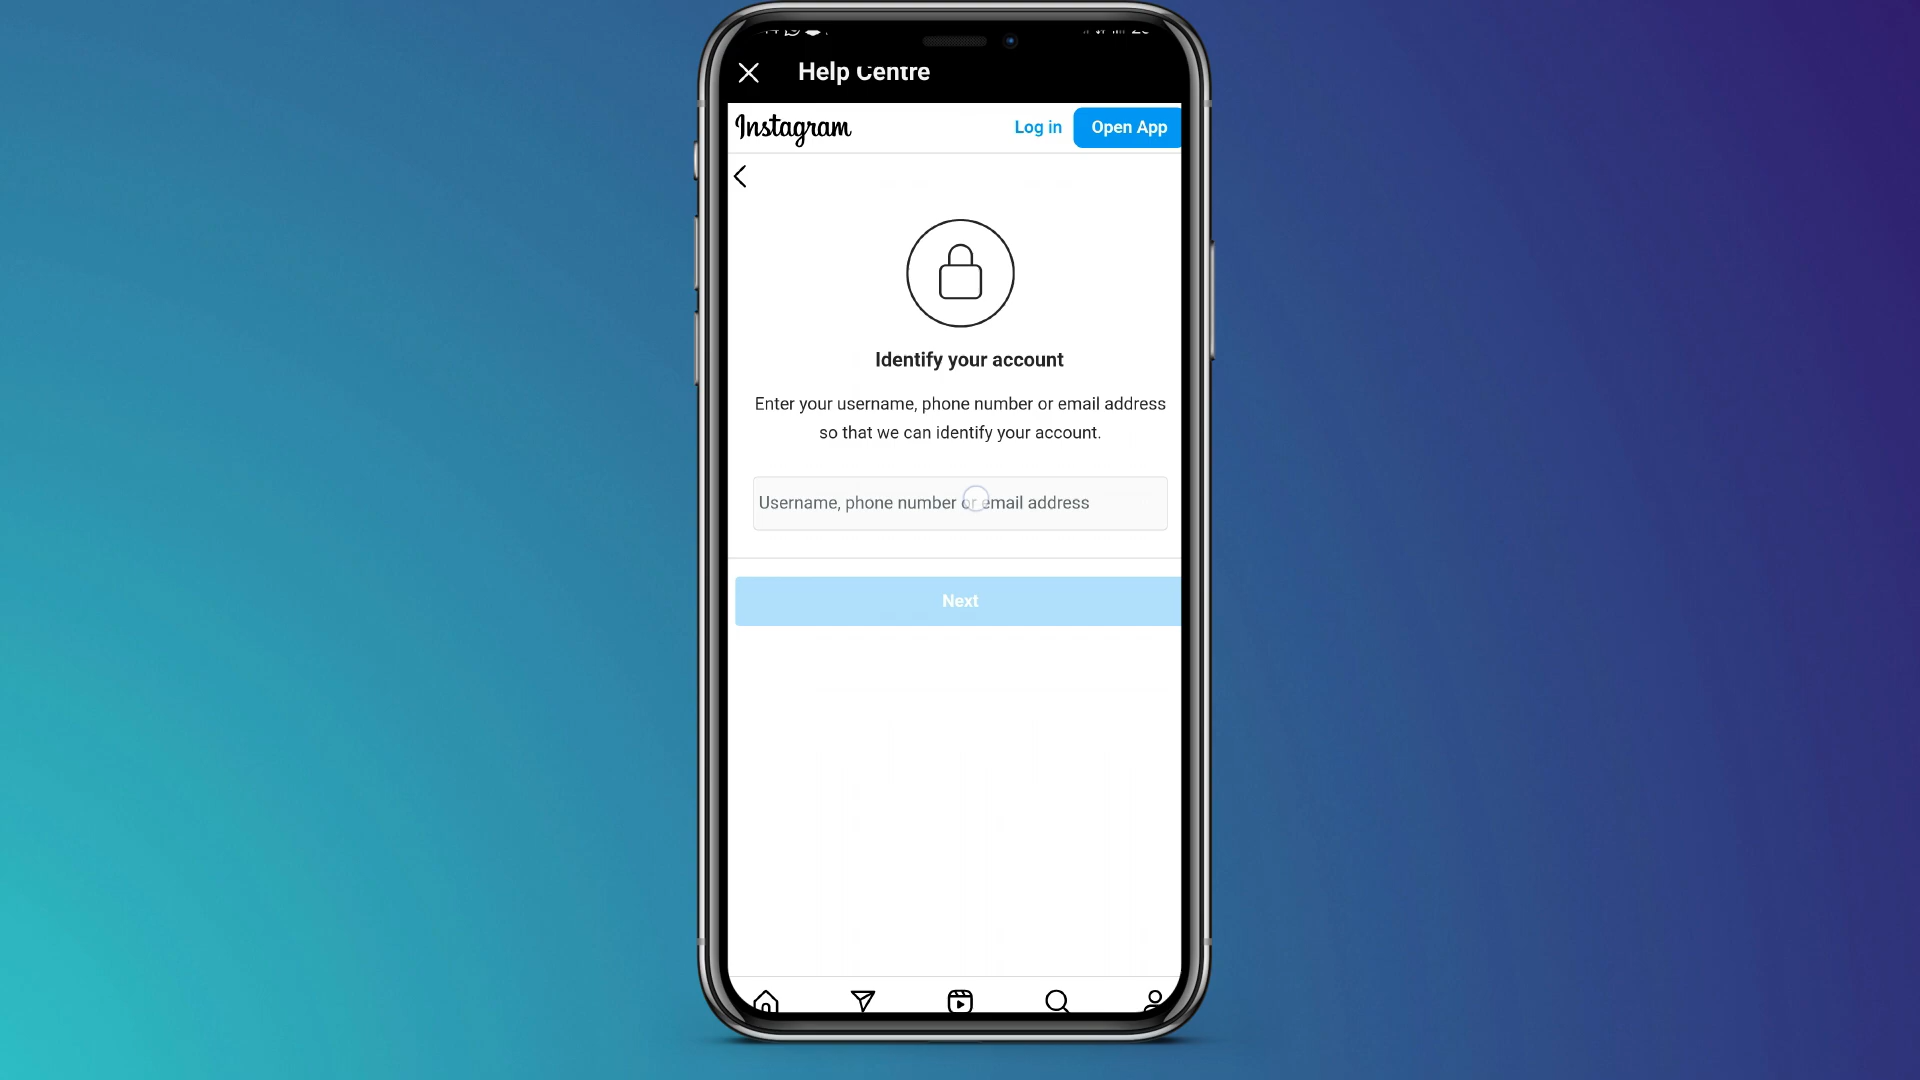 Help Centre
Instagram
Log in
Open App
Identify your account
Enter your username, phone number or email address
so that we can identify your account.
Username, phone number or email address
Next